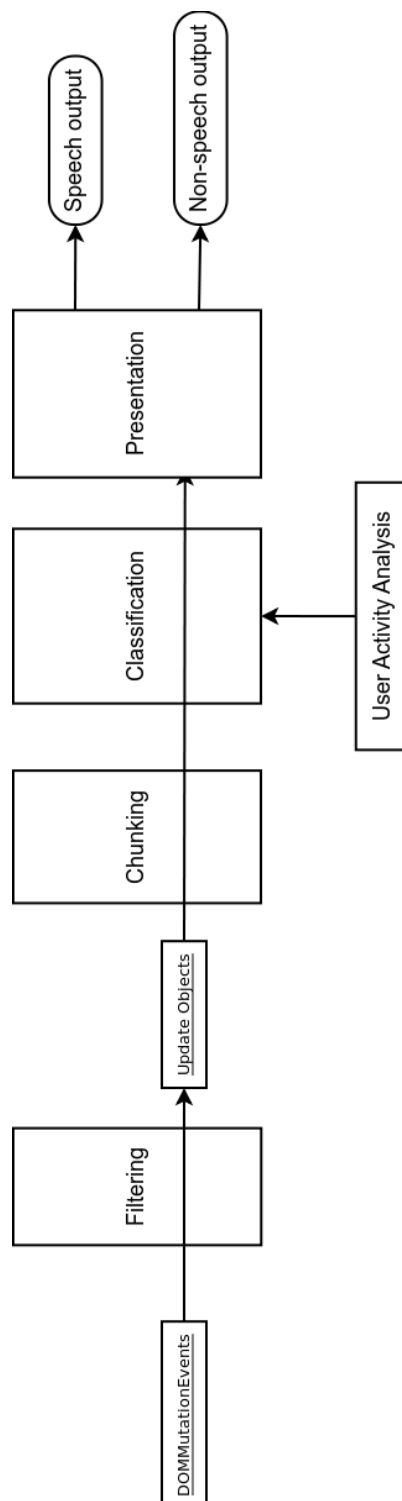 DOMMutationEvents
Filtering
Update Objects
Chunking
Classification
User Activity Analysis
Presentation
Speech output
Non-speech output